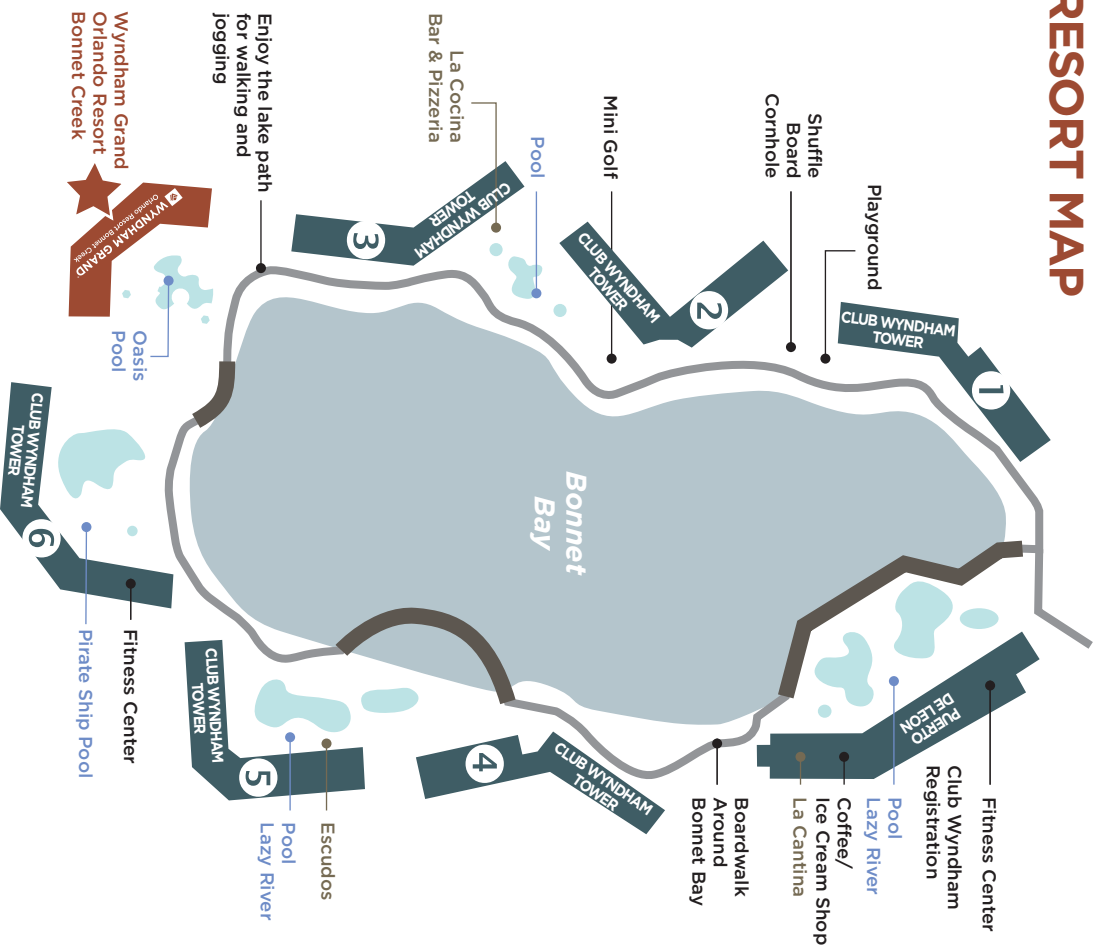 RESORT MAP
Playground
Shuffle
Board
Cornhole
Mini Golf
Pool
La Cocina
Bar & Pizzeria
Enjoy the lake path
for walking and
jogging
Wyndham Grand
Orlando Resort
Bonnet Creek
CLUB WYNDHAM
TOWER
1
CLUB WYNDHAM
TOWER
2
CLUB WYNDHAM
TOWER
3
WYNDHAM GRAND
Orlando Resort Bonnet Creek
Oasis
Pool
Bonnet
Bay
CLUB WYNDHAM
TOWER
6
Fitness Center
Pirate Ship Pool
CLUB WYNDHAM
TOWER
5
Escudos
Pool
Lazy River
CLUB WYNDHAM
TOWER
4
PUERTO
DE LEON
Fitness Center
Club Wyndham
Registration
Pool
Lazy River
Coffee/
Ice Cream Shop
La Cantina
Boardwalk
Around
Bonnet Bay